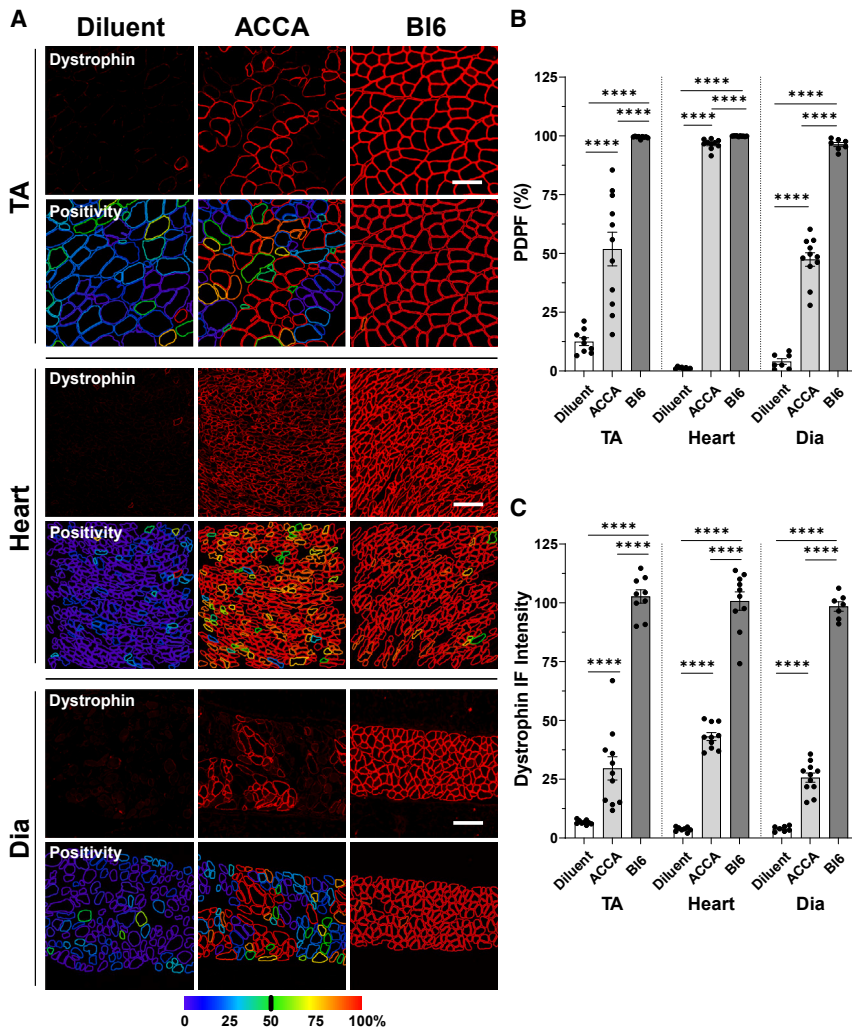 A
Diluent ACCA Bl6
TA
Dystrophin
Positivity
Heart
Dystrophin
Positivity
Dia
Dystrophin
Positivity
0 25 50 75 100%
B
PDPF (%)
125
100
75
50
25
0
**** **** ****
**** **** ****
**** **** ****
Diluent ACCA Bl6 Diluent ACCA Bl6 Diluent ACCA Bl6
TA Heart Dia
C
Dystrophin IF Intensity
125
100
75
50
25
0
**** **** ****
**** **** ****
**** **** ****
Diluent ACCA Bl6 Diluent ACCA Bl6 Diluent ACCA Bl6
TA Heart Dia